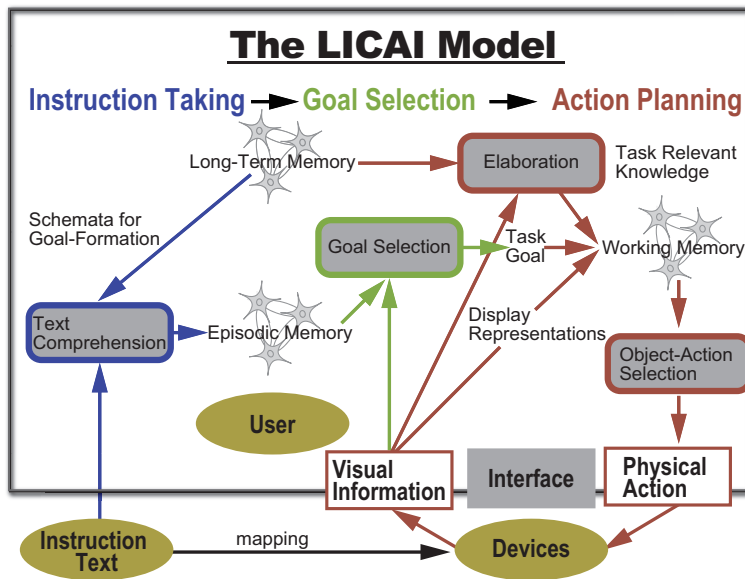 The LICAI Model
Instruction Taking
Goal Selection
Action Planning
Long-Term Memory
Elaboration
Task Relevant
Knowledge
Schemata for
Goal-Formation
Goal Selection
Task
Goal
Working Memory
Text
Comprehension
Episodic Memory
Display
Representations
Object-Action
Selection
User
Visual
Information
Interface
Physical
Action
Instruction
Text
mapping
Devices